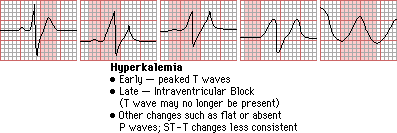 Hyperkalemia
● Early — peaked T waves
● Late — Intraventricular Block
(T wave may no longer be present)
● Other changes such as flat or absent
P waves; ST-T changes less consistent